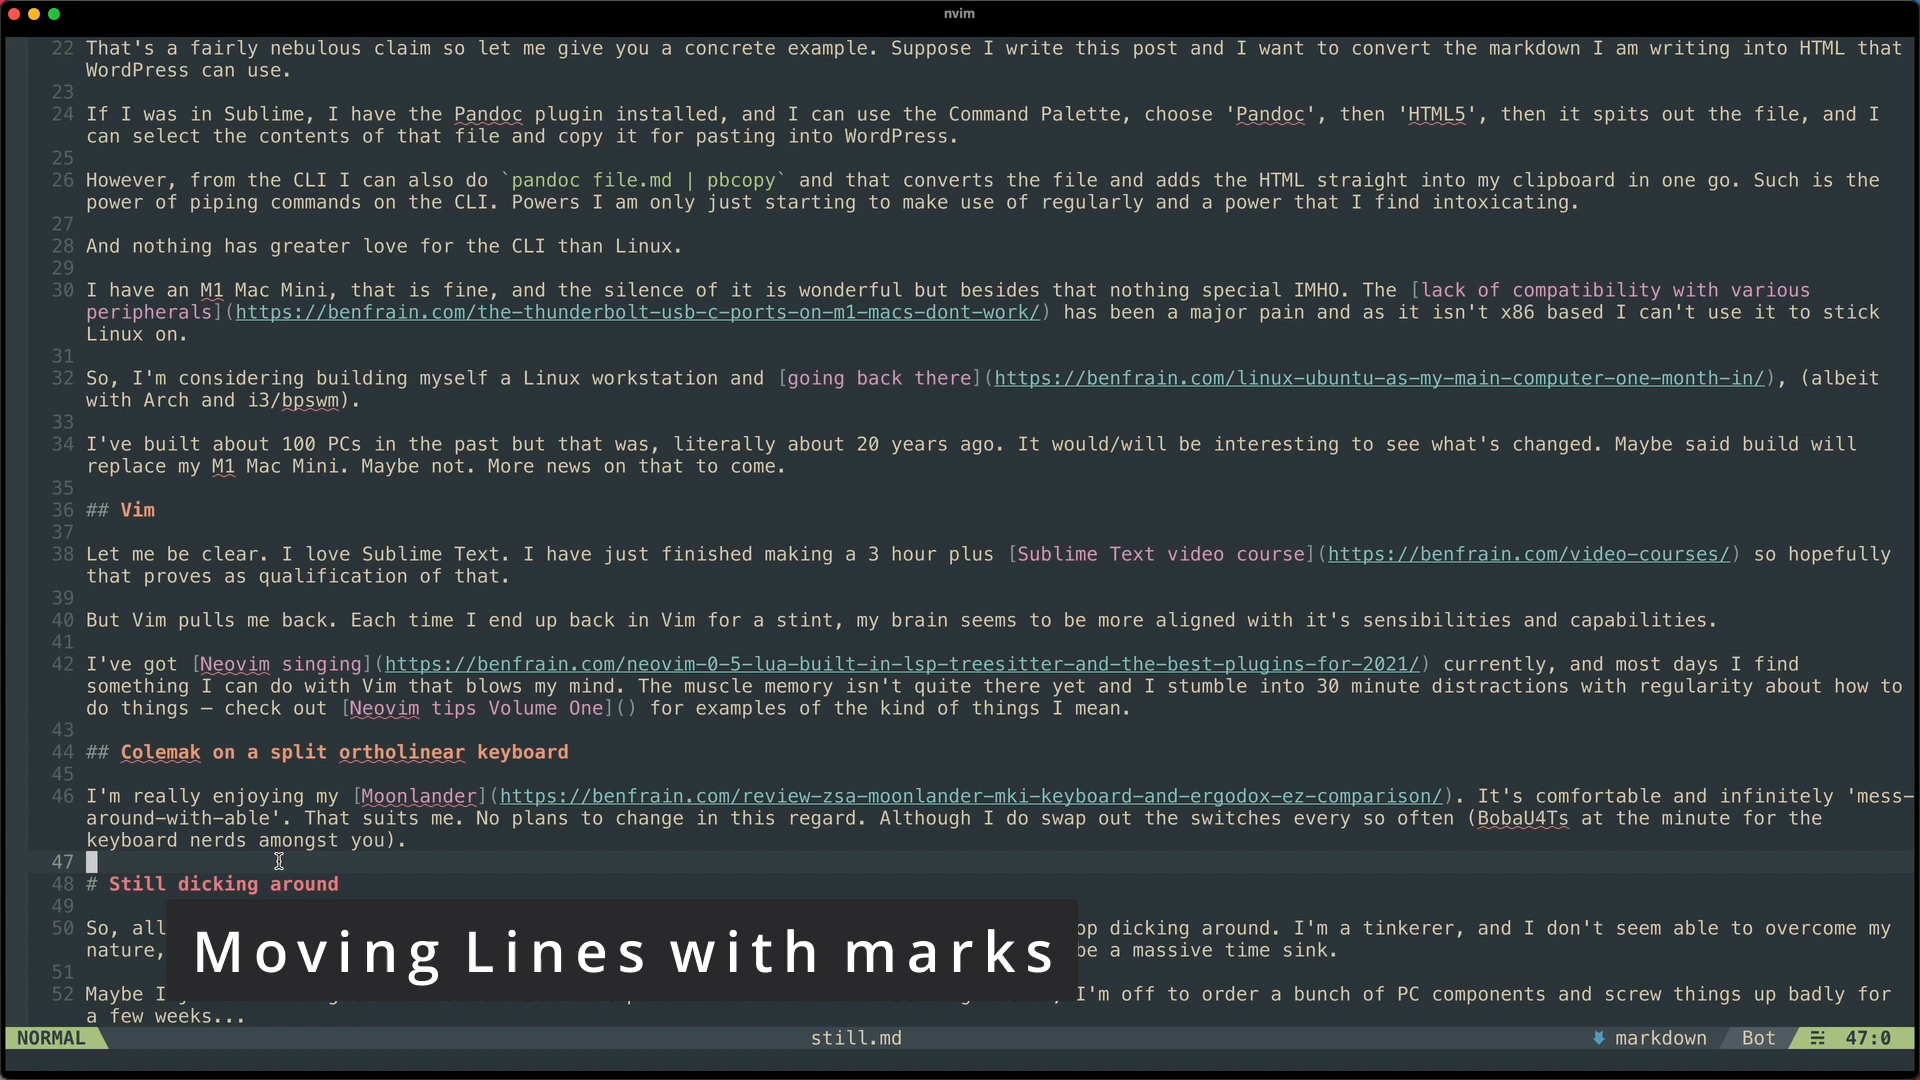 nvim
22 That's a fairly nebulous claim so let me give you a concrete example. Suppose I write this post and I want to convert the markdown I am writing into HTML that
WordPress can use.
23
24 If I was in Sublime, I have the Pandoc plugin installed, and I can use the Command Palette, choose 'Pandoc', then 'HTML5', then it spits out the file, and I
can select the contents of that file and copy it for pasting into WordPress.
25
26 However, from the CLI I can also do `pandoc file.md | pbcopy` and that converts the file and adds the HTML straight into my clipboard in one go. Such is the
power of piping commands on the CLI. Powers I am only just starting to make use of regularly and a power that I find intoxicating.
27
28 And nothing has greater love for the CLI than Linux.
29
30 I have an M1 Mac Mini, that is fine, and the silence of it is wonderful but besides that nothing special IMHO. The [lack of compatibility with various
peripherals](https://benfrain.com/the-thunderbolt-usb-c-ports-on-m1-macs-dont-work/) has been a major pain and as it isn't x86 based I can't use it to stick
Linux on.
31
32 So, I'm considering building myself a Linux workstation and [going back there](https://benfrain.com/linux-ubuntu-as-my-main-computer-one-month-in/), (albeit
with Arch and i3/bpswm).
33
34 I've built about 100 PCs in the past but that was, literally about 20 years ago. It would/will be interesting to see what's changed. Maybe said build will
replace my M1 Mac Mini. Maybe not. More news on that to come.
35
36 ## Vim
37
38 Let me be clear. I love Sublime Text. I have just finished making a 3 hour plus [Sublime Text video course](https://benfrain.com/video-courses/) so hopefully
that proves as qualification of that.
39
40 But Vim pulls me back. Each time I end up back in Vim for a stint, my brain seems to be more aligned with it's sensibilities and capabilities.
41
42 I've got [Neovim singing](https://benfrain.com/neovim-0-5-lua-built-in-lsp-treesitter-and-the-best-plugins-for-2021/) currently, and most days I find
something I can do with Vim that blows my mind. The muscle memory isn't quite there yet and I stumble into 30 minute distractions with regularity about how to
do things — check out [Neovim tips Volume One]() for examples of the kind of things I mean.
43
44 ## Colemak on a split ortholinear keyboard
45
46 I'm really enjoying my [Moonlander](https://benfrain.com/review-zsa-moonlander-mki-keyboard-and-ergodox-ez-comparison/). It's comfortable and infinitely 'mess-
around-with-able'. That suits me. No plans to change in this regard. Although I do swap out the switches every so often (BobaU4Ts at the minute for the
keyboard nerds amongst you).
47
48 # Still dicking around
49
50 So, all op dicking around. I'm a tinkerer, and I don't seem able to overcome my
nature, be a massive time sink.
Moving Lines with marks
51
52 Maybe I I'm off to order a bunch of PC components and screw things up badly for
a few weeks...
NORMAL still.md markdown Bot 47:0